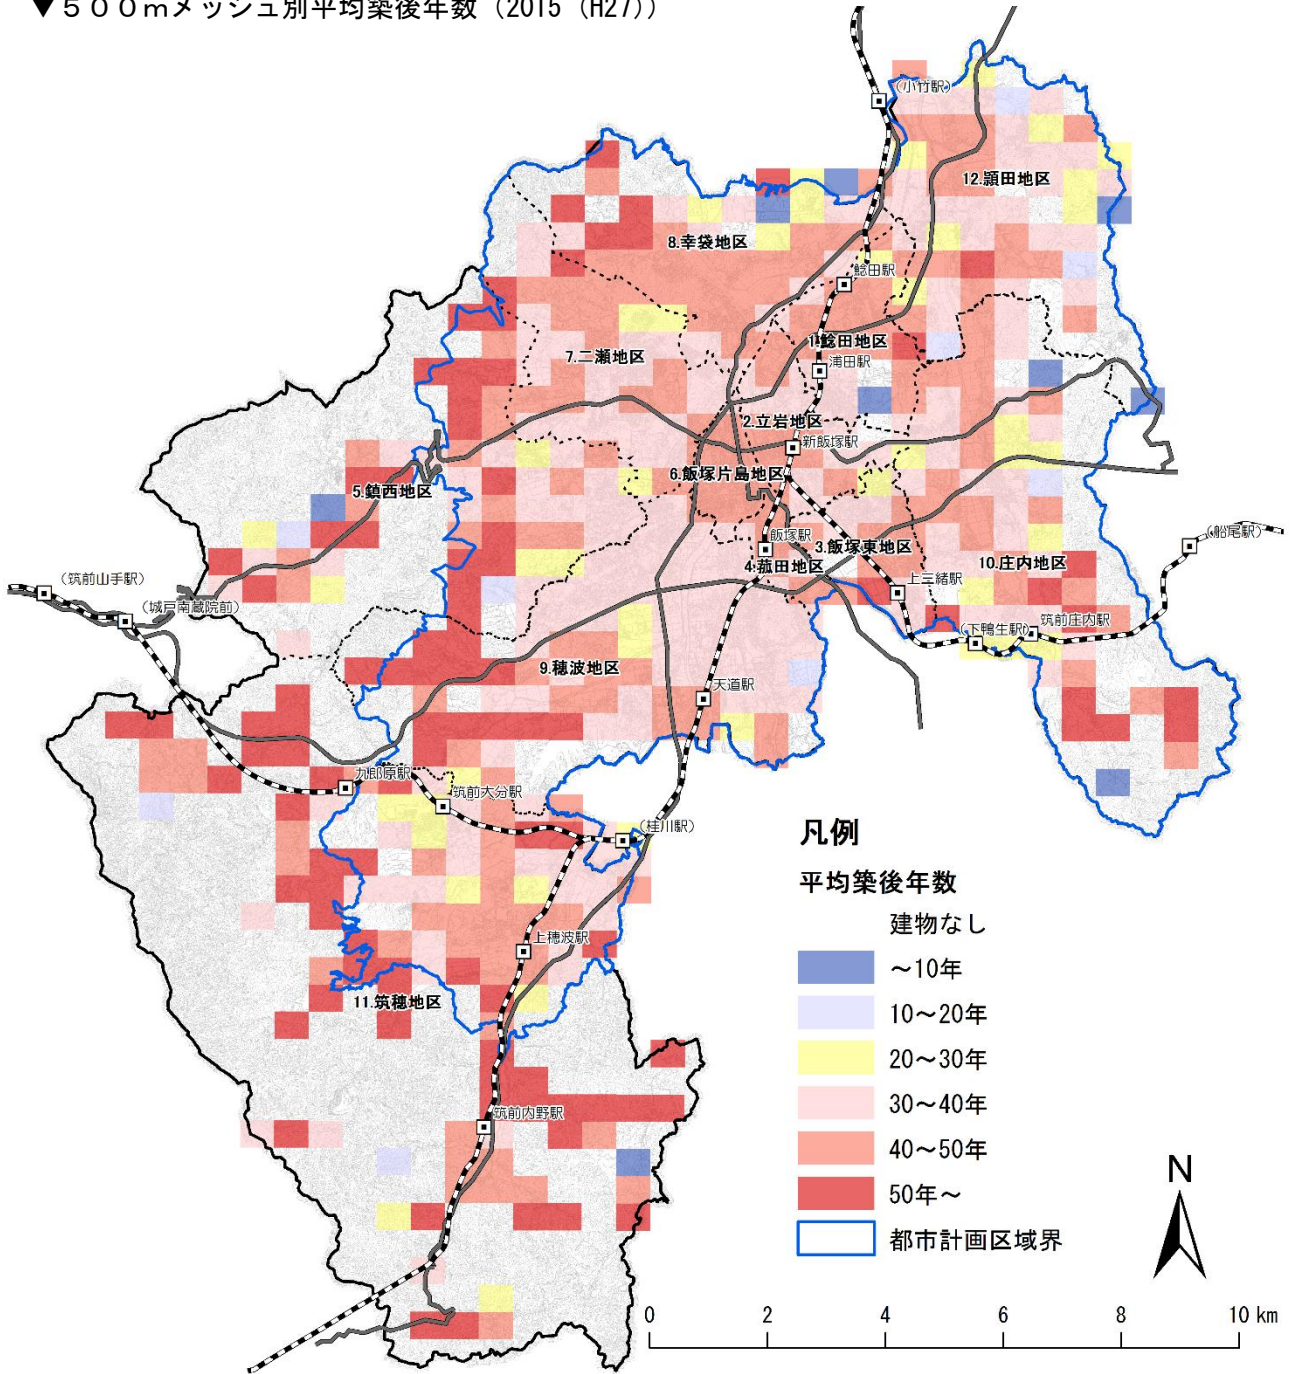 ▼５００ｍメッシュ別平均築後年数（2015（H27））
(小竹駅)
12.頴田地区
8.幸袋地区
鯰田駅
1.鯰田地区
7.二瀬地区
浦田駅
2.立岩地区
新飯塚駅
6.飯塚片島地区
5.鎮西地区
(船尾駅)
飯塚駅
3.飯塚東地区
4.菰田地区
10.庄内地区
(筑前山手駅)
上三緒駅
(城戸南蔵院前)
筑前庄内駅
(下鴨生駅)
9.穂波地区
天道駅
九郎原駅
筑前大分駅
(桂川駅)
上穂波駅
11.筑穂地区
筑前内野駅
凡例
平均築後年数
建物なし
～10年
10～20年
20～30年
30～40年
40～50年
50年～
都市計画区域界
N
0 2 4 6 8 10 km